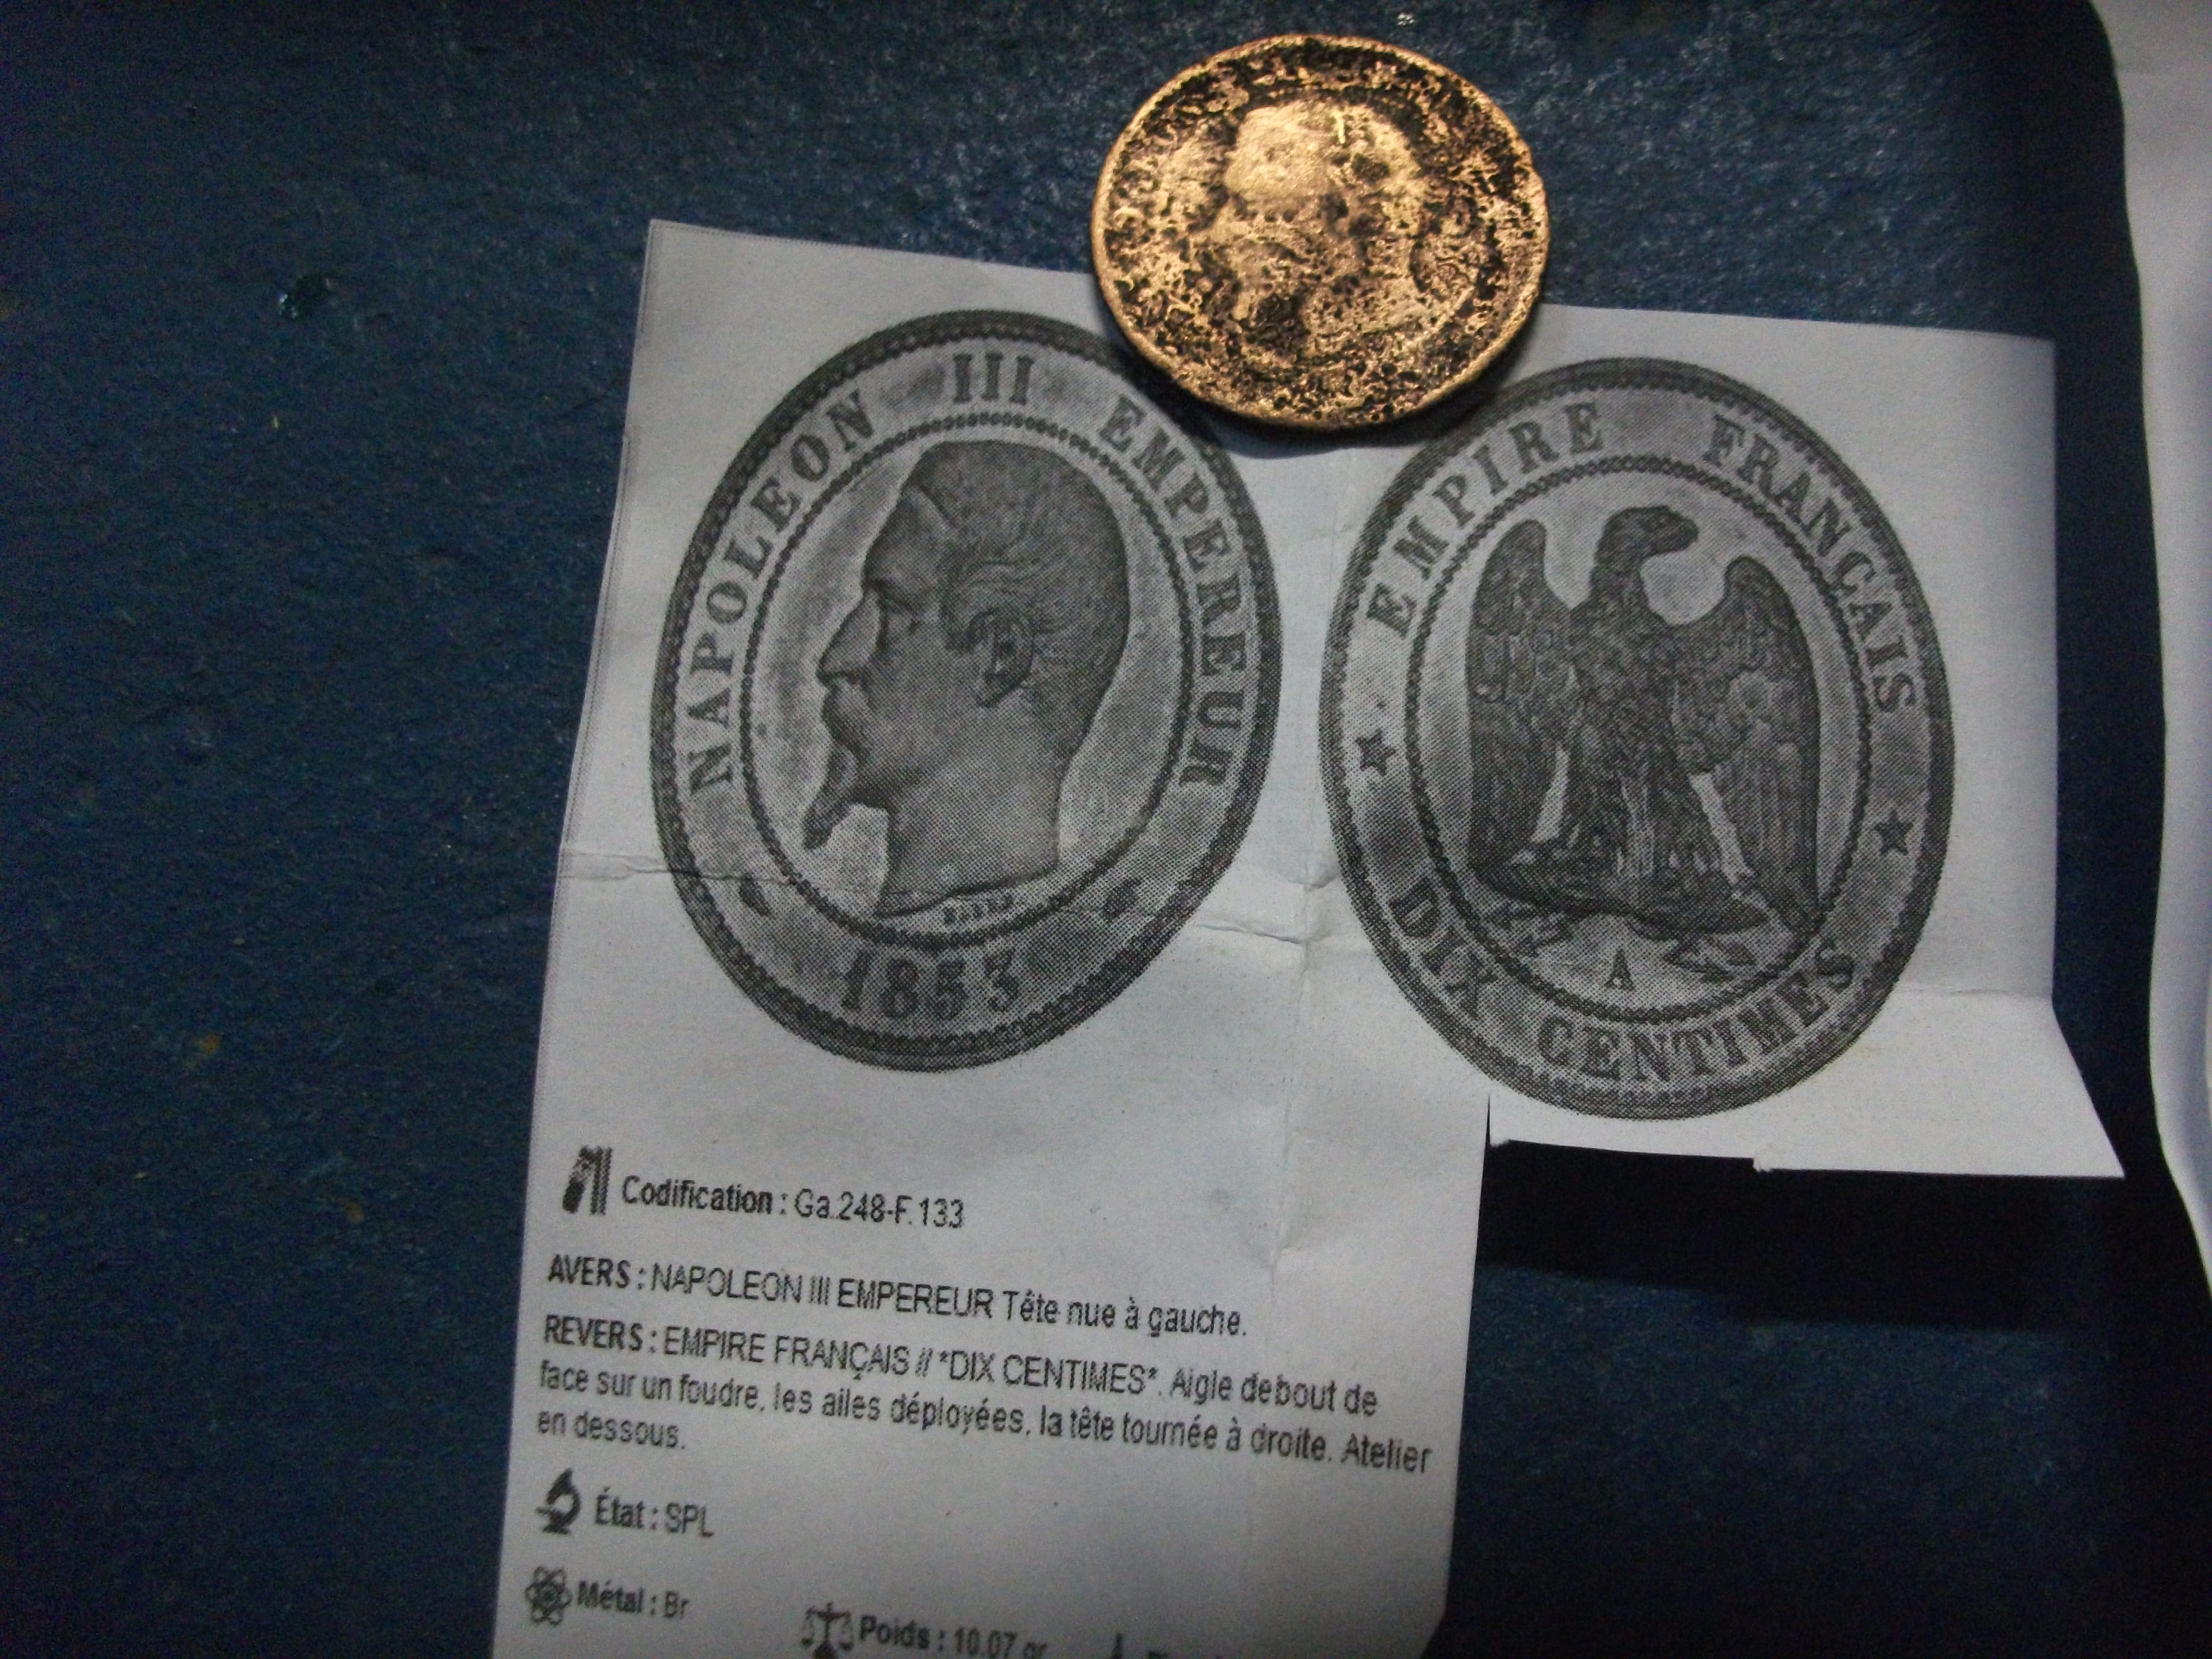 NAPOLEON III EMPEREUR
1853
EMPIRE FRANÇAIS
DIX CENTIMES
A
Codification : Ga.248-F.133
AVERS : NAPOLEON III EMPEREUR Tête nue à gauche.
REVERS : EMPIRE FRANÇAIS // *DIX CENTIMES*. Aigle debout de
face sur un foudre, les ailes déployées, la tête tournée à droite. Atelier
en dessous.
État : SPL
Métal : Br
Poids : 10.07 gr